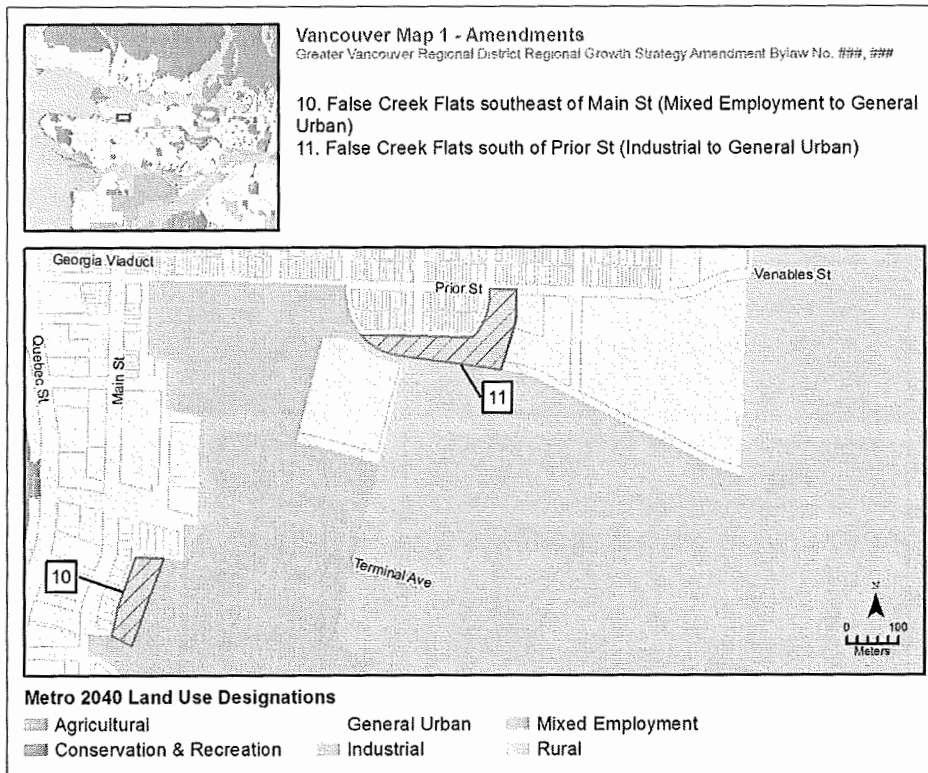 Vancouver Map 1 - Amendments
Greater Vancouver Regional District Regional Growth Strategy Amendment Bylaw No. ###, ###
10. False Creek Flats southeast of Main St (Mixed Employment to General
Urban)
11. False Creek Flats south of Prior St (Industrial to General Urban)
Georgia Viaduct
Prior St
Venables St
Quebec St
Main St
11
10
Terminal Ave
N
0 100
Meters
Metro 2040 Land Use Designations
Agricultural General Urban Mixed Employment
Conservation & Recreation Industrial Rural